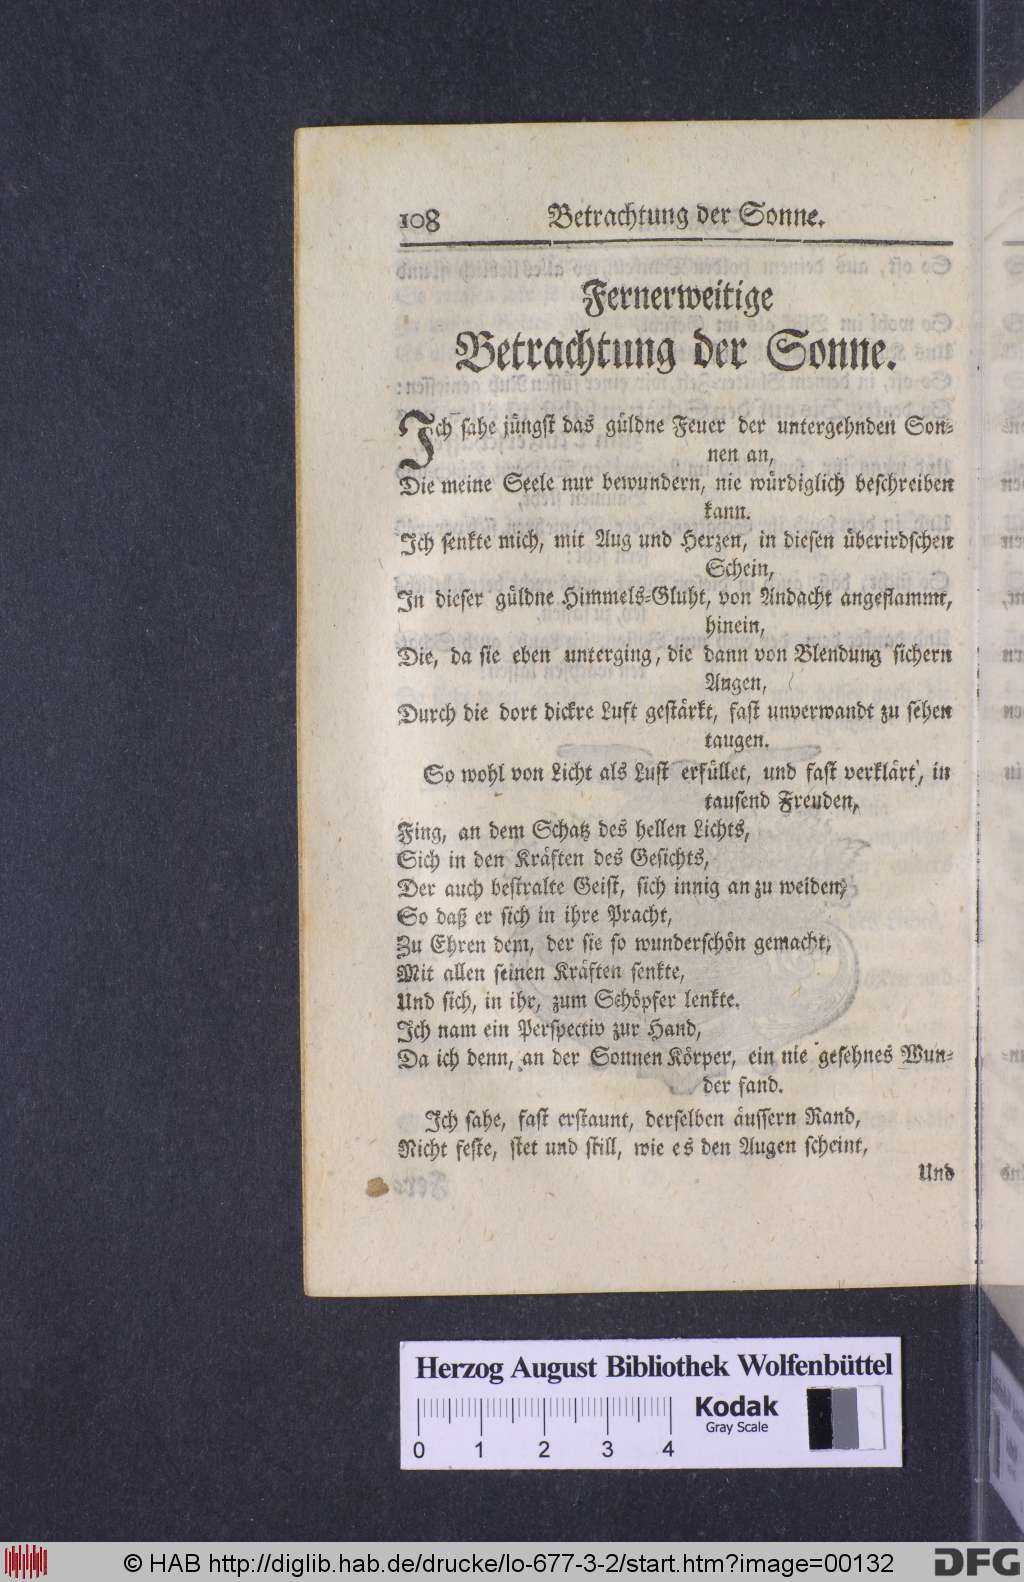 108 Betrachtung der Sonne.
Fernerweitige
Betrachtung der Sonne.
Ich sahe jüngst das güldne Feuer der untergehnden Son-
nen an,
Die meine Seele nur bewundern, nie würdiglich beschreiben
kann.
Ich senkte mich, mit Aug und Herzen, in diesen überirdschen
Schein,
In dieser güldne Himmels-Gluht, von Andacht angeflammt,
hinein,
Die, da sie eben unterging, die dann von Blendung sichern
Augen,
Durch die dort dickre Luft gestärkt, fast unverwandt zu sehen
taugen.
So wohl von Licht als Lust erfüllet, und fast verklärt, in
tausend Freuden,
Fing, an dem Schatz des hellen Lichts,
Sich in den Kräften des Gesichts,
Der auch bestralte Geist, sich innig an zu weiden;
So daß er sich in ihre Pracht,
Zu Ehren dem, der sie so wunderschön gemacht,
Mit allen seinen Kräften senkte,
Und sich, in ihr, zum Schöpfer lenkte.
Ich nam ein Perspectiv zur Hand,
Da ich denn, an der Sonnen Körper, ein nie gesehnes Wun-
der fand.
Ich sahe, fast erstaunt, derselben äussern Rand,
Nicht feste, stet und still, wie es den Augen scheint,
Und
Herzog August Bibliothek Wolfenbüttel
Kodak
Gray Scale
0 1 2 3 4
© HAB http://diglib.hab.de/drucke/lo-677-3-2/start.htm?image=00132
DFG